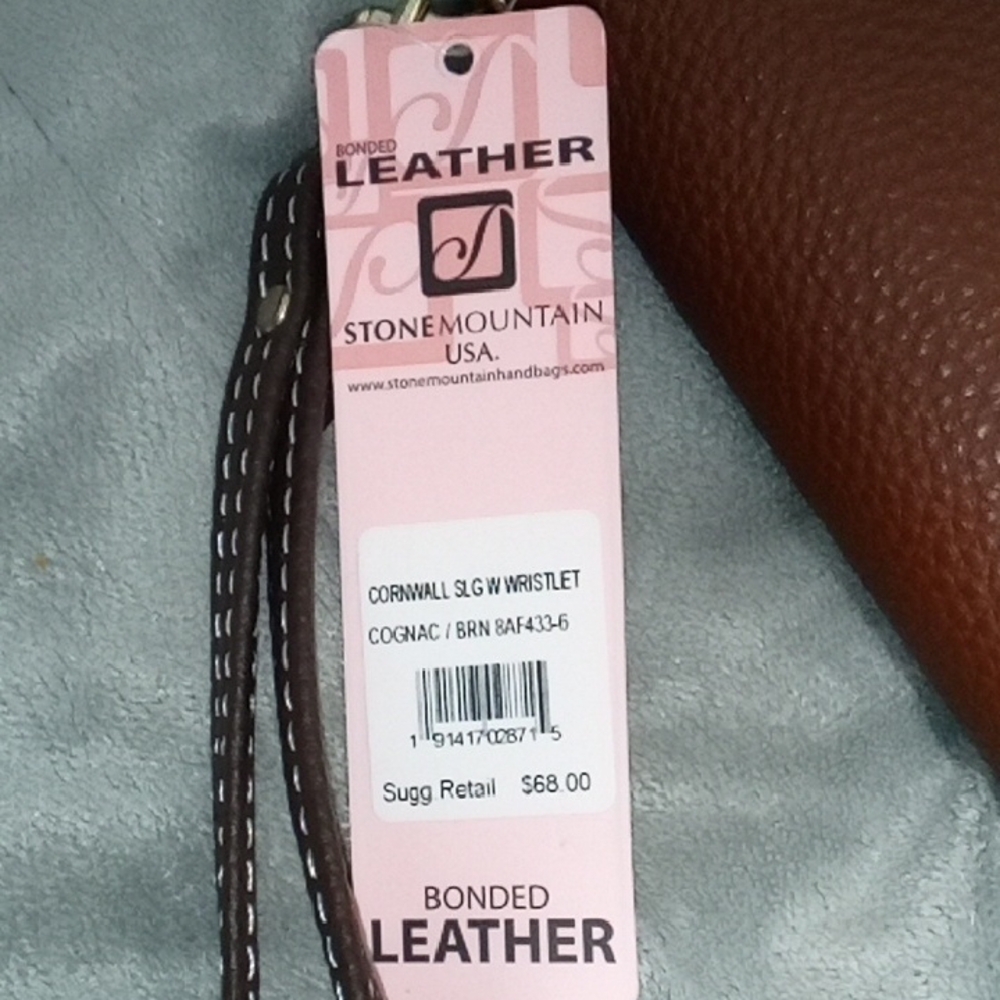 BONDED
LEATHER
STONEMOUNTAIN
USA.
www.stonemountainhandbags.com
CORNWALL SLG W WRISTLET
COGNAC / BRN 8AF433-6
1 91417 02871 5
Sugg Retail $68.00
BONDED
LEATHER